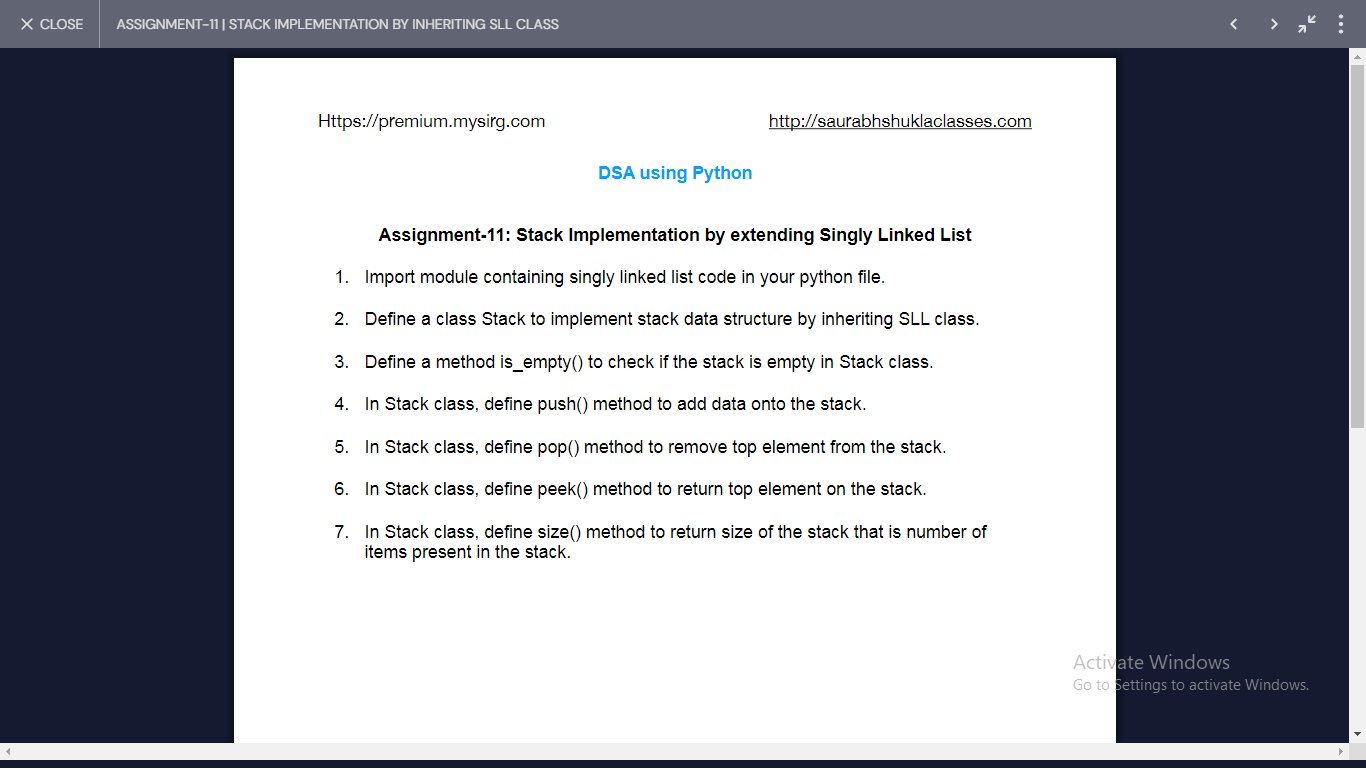 CLOSE
ASSIGNMENT-11 | STACK IMPLEMENTATION BY INHERITING SLL CLASS
Https://premium.mysirg.com
http://saurabhshuklaclasses.com
DSA using Python
Assignment-11: Stack Implementation by extending Singly Linked List
1. Import module containing singly linked list code in your python file.
2. Define a class Stack to implement stack data structure by inheriting SLL class.
3. Define a method is_empty() to check if the stack is empty in Stack class.
4. In Stack class, define push() method to add data onto the stack.
5. In Stack class, define pop() method to remove top element from the stack.
6. In Stack class, define peek() method to return top element on the stack.
7. In Stack class, define size() method to return size of the stack that is number of
items present in the stack.
Activate Windows
Go to Settings to activate Windows.